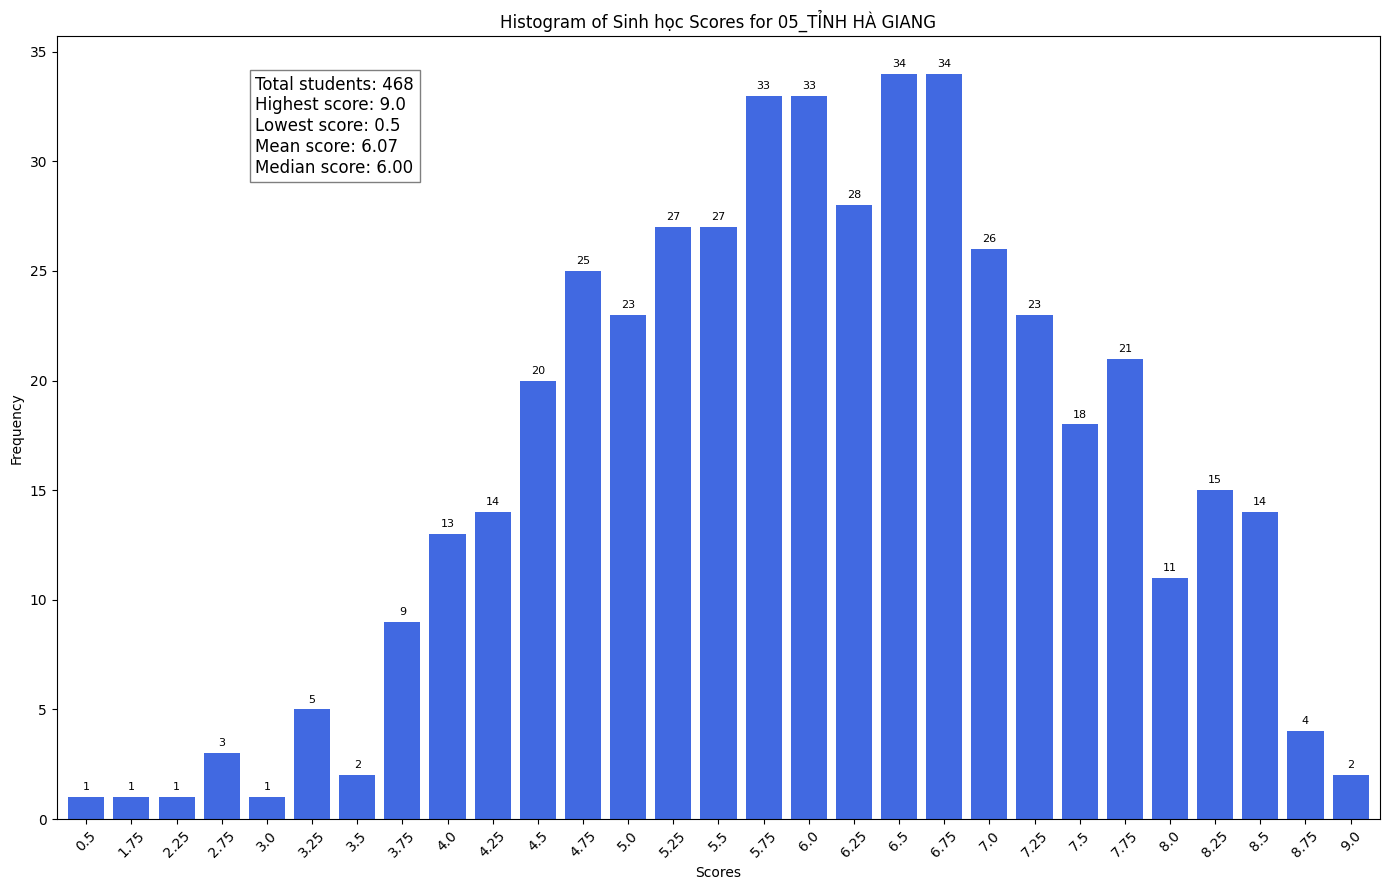 Histogram of Sinh học Scores for 05_TỈNH HÀ GIANG
Total students: 468
Highest score: 9.0
Lowest score: 0.5
Mean score: 6.07
Median score: 6.00
Frequency
35
30
25
20
15
10
5
0
1 1 1 3 1 5 2 9 13 14 20 25 23 27 27 33 33 28 34 34 26 23 18 21 11 15 14 4 2
0.5 1.75 2.25 2.75 3.0 3.25 3.5 3.75 4.0 4.25 4.5 4.75 5.0 5.25 5.5 5.75 6.0 6.25 6.5 6.75 7.0 7.25 7.5 7.75 8.0 8.25 8.5 8.75 9.0
Scores